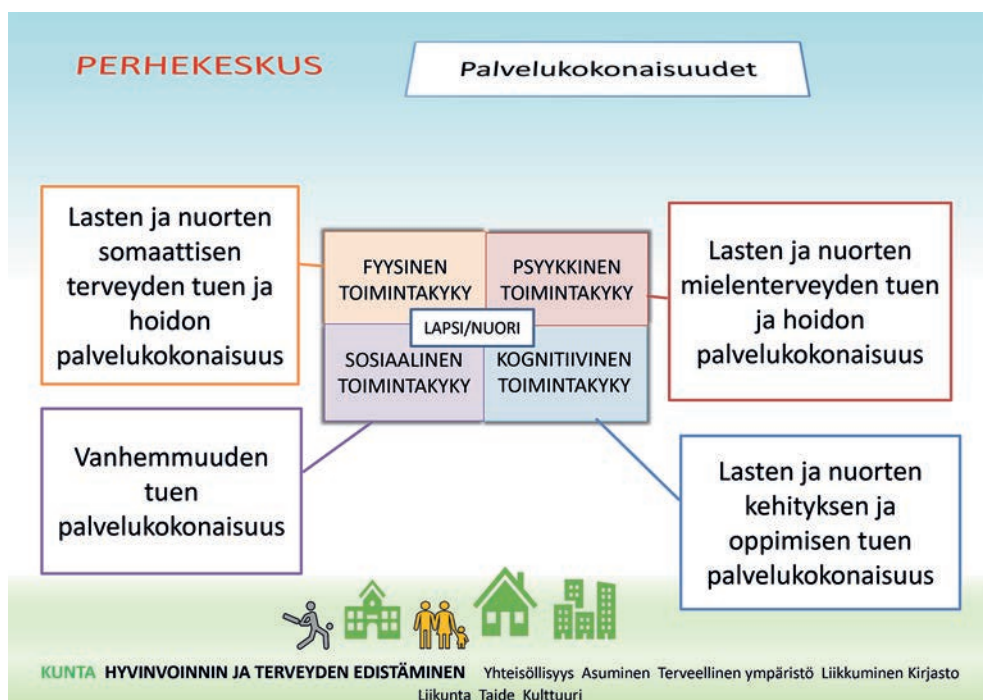 PERHEKESKUS
Palvelukokonaisuudet
Lasten ja nuorten
somaattisen
terveyden tuen ja
hoidon
palvelukokonaisuus
FYYSINEN
TOIMINTAKYKY
PSYYKKINEN
TOIMINTAKYKY
LAPSI/NUORI
SOSIAALINEN
TOIMINTAKYKY
KOGNITIIVINEN
TOIMINTAKYKY
Lasten ja nuorten
mielenterveyden tuen
ja hoidon
palvelukokonaisuus
Vanhemmuuden
tuen
palvelukokonaisuus
Lasten ja nuorten
kehityksen ja
oppimisen tuen
palvelukokonaisuus
KUNTA HYVINVOINNIN JA TERVEYDEN EDISTÄMINEN Yhteisöllisyys Asuminen Terveellinen ympäristö Liikkuminen Kirjasto
Liikunta Taide Kulttuuri